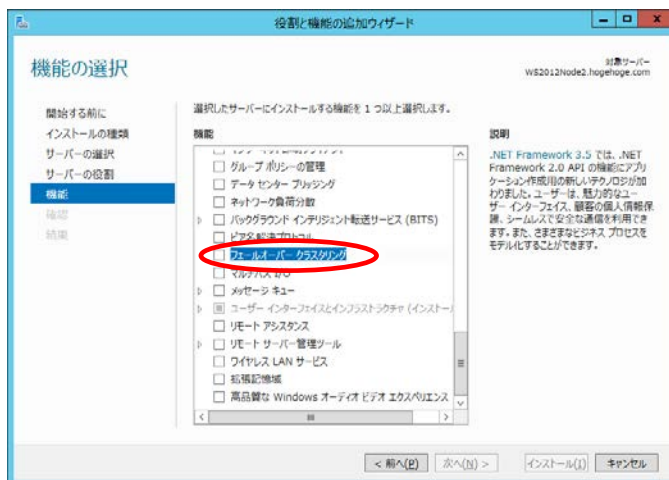 役割と機能の追加ウィザード
機能の選択
対象サーバー
WS2012Node2.hogehoge.com
開始する前に
インストールの種類
サーバーの選択
サーバーの役割
機能
確認
結果
選択したサーバーにインストールする機能を 1 つ以上選択します。
機能
グループ ポリシーの管理
データ センター ブリッジング
ネットワーク負荷分散
バックグラウンド インテリジェント転送サービス (BITS)
ピア名解決プロトコル
フェールオーバー クラスタリング
マルチパス I/O
メッセージ キュー
ユーザー インターフェイスとインフラストラクチャ (インストー
リモート アシスタンス
リモート サーバー管理ツール
ワイヤレス LAN サービス
拡張記憶域
高品質な Windows オーディオ ビデオ エクスペリエンス
説明
.NET Framework 3.5 では、.NET
Framework 2.0 API の機能にアプリ
ケーション作成用の新しいテクノロジが加
わりました。ユーザーは、魅力的なユー
ザー インターフェイス、顧客の個人情報保
護、シームレスで安全な通信を利用でき
ます。また、さまざまなビジネス プロセスを
モデル化することができます。
< 前へ(P)
次へ(N) >
インストール(I)
キャンセル